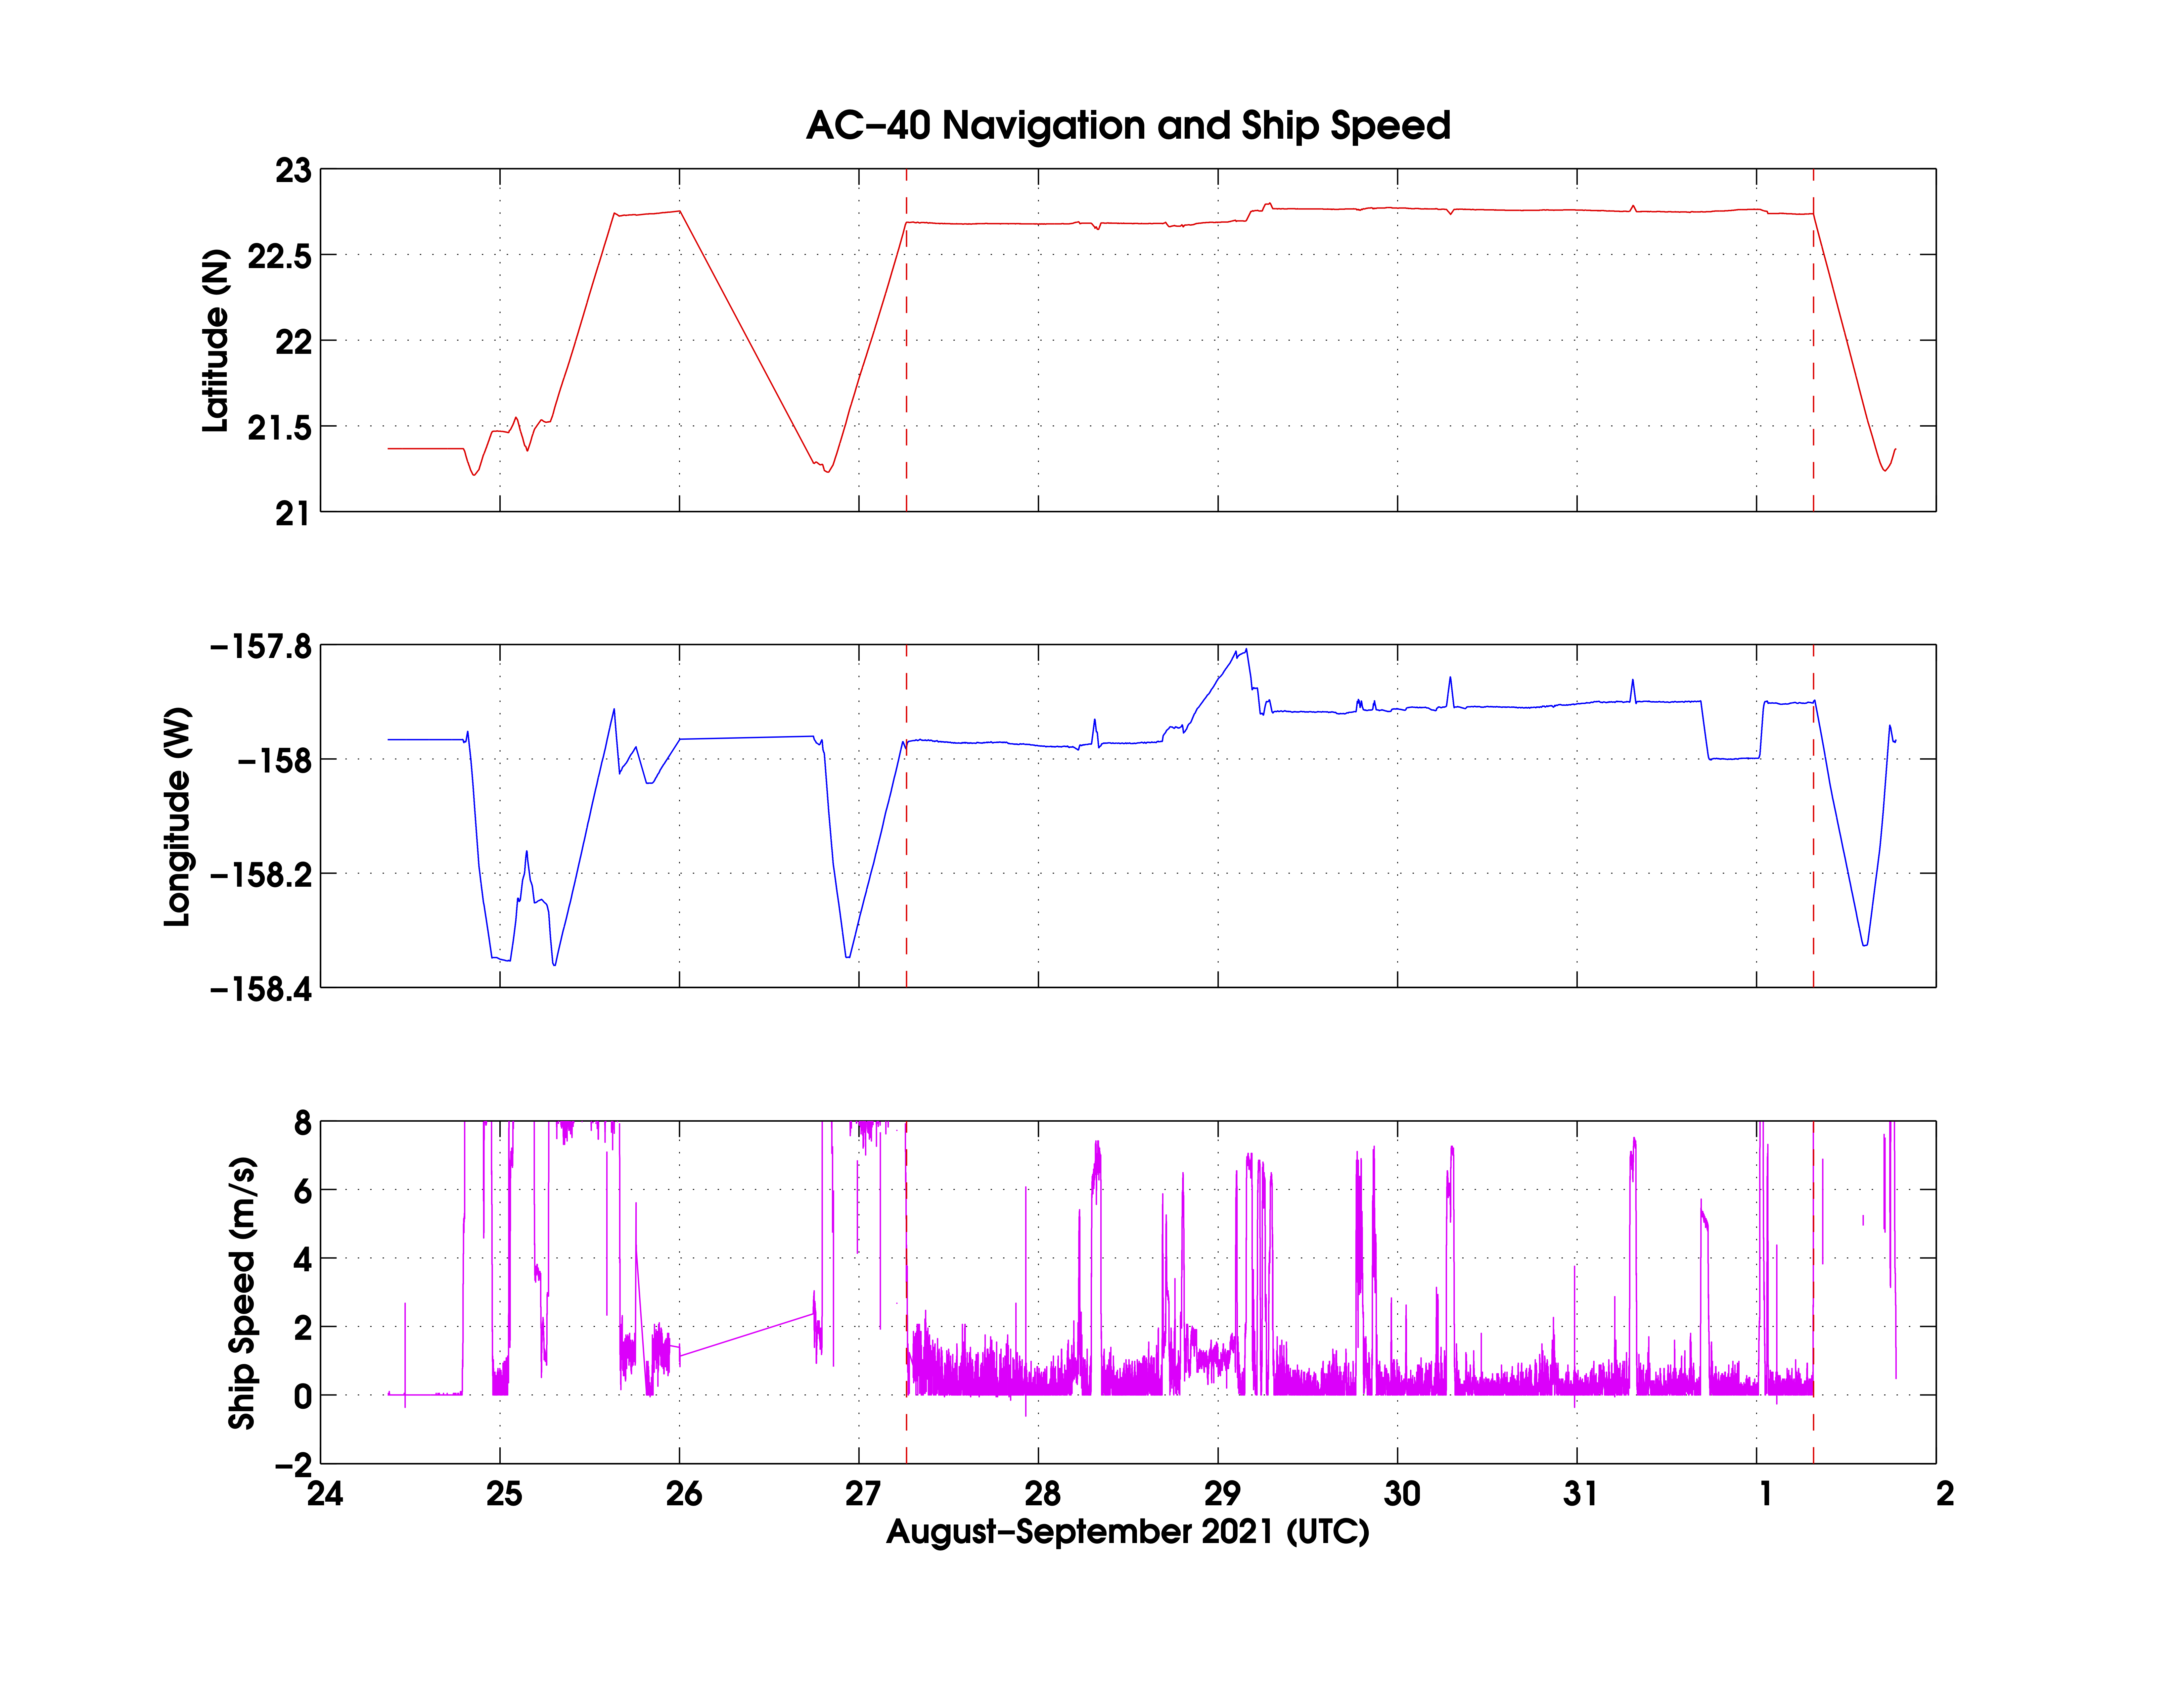 AC−40 Navigation and Ship Speed
23
22.5
22
21.5
21
Latitude (N)
−157.8
−158
−158.2
−158.4
Longitude (W)
8
6
4
2
0
−2
Ship Speed (m/s)
24 25 26 27 28 29 30 31 1 2
August−September 2021 (UTC)